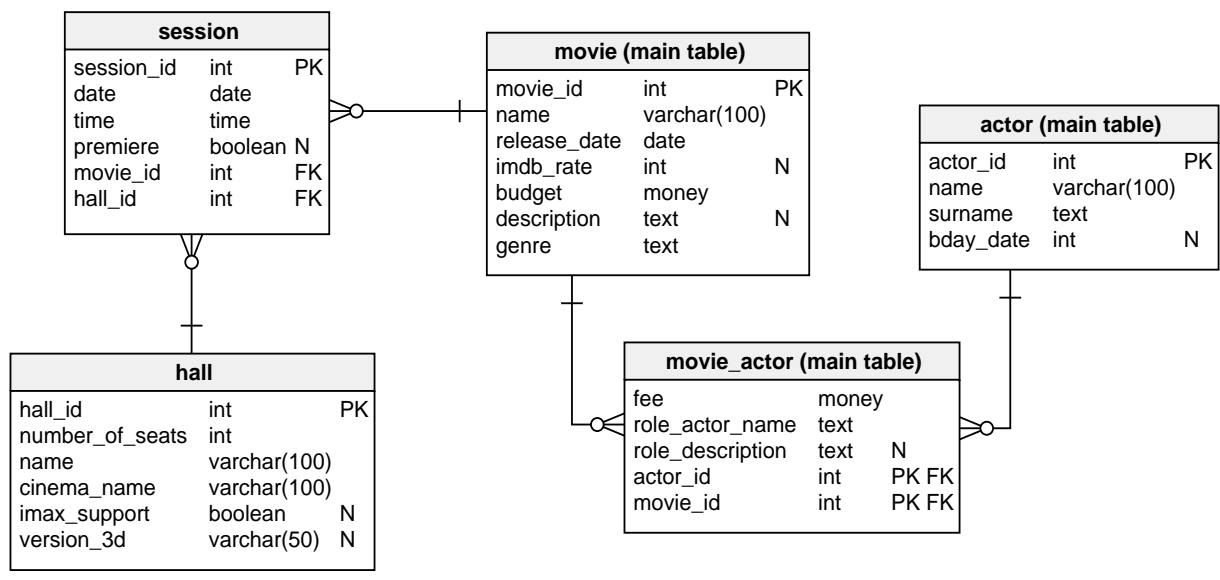 session
session_id int PK
date date
time time
premiere boolean N
movie_id int FK
hall_id int FK
movie (main table)
movie_id int PK
name varchar(100)
release_date date
imdb_rate int N
budget money
description text N
genre text
actor (main table)
actor_id int PK
name varchar(100)
surname text
bday_date int N
hall
hall_id int PK
number_of_seats int
name varchar(100)
cinema_name varchar(100)
imax_support boolean N
version_3d varchar(50) N
movie_actor (main table)
fee money
role_actor_name text
role_description text N
actor_id int PK FK
movie_id int PK FK